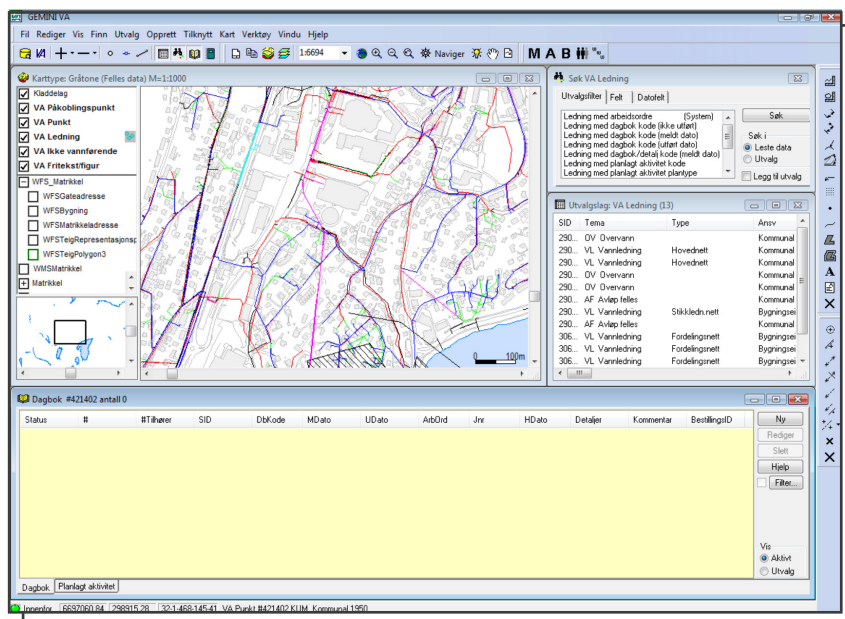 GEMINI VA
Fil Rediger Vis Finn Utvalg Opprett Tilknytt Kart Verktøy Vindu Hjelp
1:6694 Naviger M A B
Karttype: Gråtone (Felles data) M=1:1000
Kladdelag
VA Påkoblingspunkt
VA Punkt
VA Ledning
VA Ikke vannførende
VA Fritekst/figur
WFS_Matrikkel
WFSGateadresse
WFSBygning
WFSMatrikkeladresse
WFSTeigRepresentasjonsp
WFSTeigPolygon3
WMSMatrikkel
Matrikkel
0 100m
Søk VA Ledning
Utvalgsfilter Felt Datofelt
Ledning med arbeidsordre (System)
Ledning med dagbok kode (ikke utført)
Ledning med dagbok kode (meldt dato)
Ledning med dagbok kode (utført dato)
Ledning med dagbok/detalj kode (meldt dato)
Ledning med planlagt aktivitet kode
Ledning med planlagt aktivitet plantype
Søk
Søk i
Leste data
Utvalg
Legg til utvalg
Utvalgslag: VA Ledning (13)
SID Tema Type Ansv
290... OV Overvann Kommunal
290... VL Vannledning Hovednett Kommunal
290... VL Vannledning Hovednett Kommunal
290... OV Overvann Kommunal
290... OV Overvann Kommunal
290... AF Avløp felles Kommunal
290... VL Vannledning Stikkledn.nett Bygningsei
290... AF Avløp felles Kommunal
306... VL Vannledning Fordelingsnett Bygningsei
306... VL Vannledning Fordelingsnett Bygningsei
306... VL Vannledning Fordelingsnett Bygningsei
Dagbok #421402 antall 0
Status # #Tilhører SID DbKode MDato UDato ArbOrd Jnr HDato Detaljer Kommentar BestillingsID
Ny
Rediger
Slett
Hjelp
Filter...
Vis
Aktivt
Utvalg
Dagbok Planlagt aktivitet
Innenfor 6697060.84 298915.28 32-1-468-145-41 VA Punkt #421402 KUM Kommunal 1950